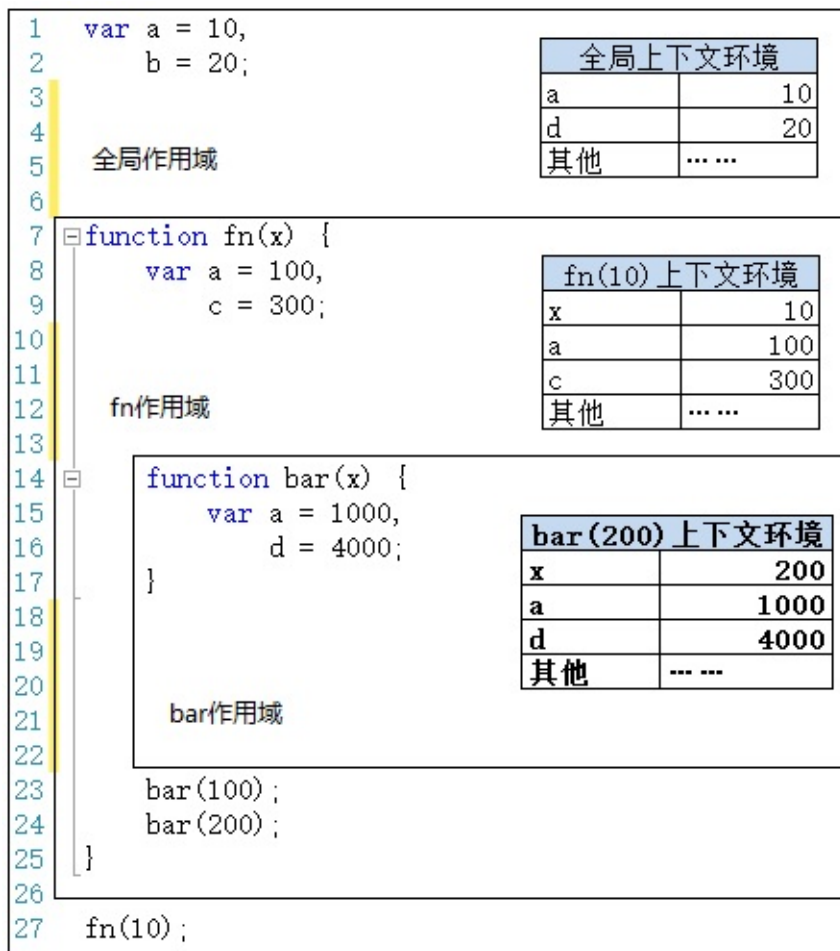 1 var a = 10,
2 b = 20;
3
4
5
6
全局作用域
全局上下文环境
a 10
d 20
其他 ……
7 function fn(x) {
8 var a = 100,
9 c = 300;
10
11
12
13
fn作用域
fn(10)上下文环境
x 10
a 100
c 300
其他 ……
14 function bar(x) {
15 var a = 1000,
16 d = 4000;
17 }
18
19
20
21
22
bar作用域
bar(200)上下文环境
x 200
a 1000
d 4000
其他 ……
23 bar(100);
24 bar(200);
25 }
26
27 fn(10);